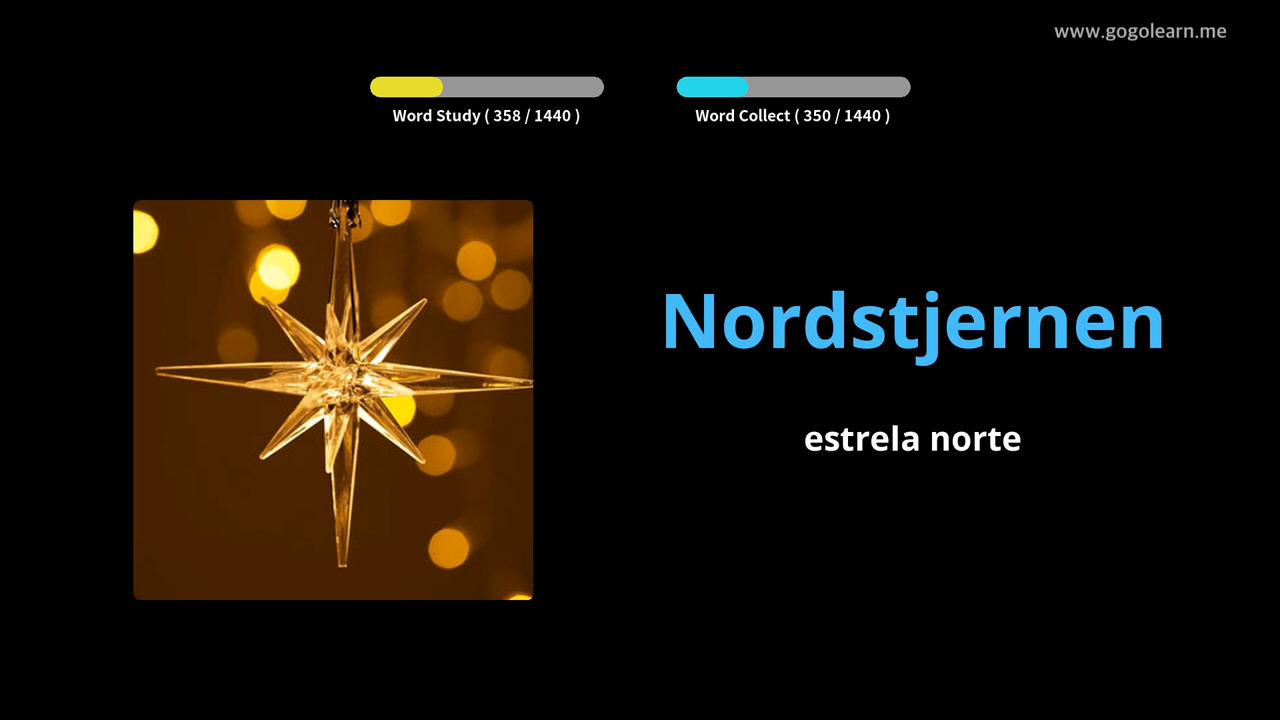 www.gogolearn.me
Word Study ( 358 / 1440 )
Word Collect ( 350 / 1440 )
Nordstjernen
estrela norte